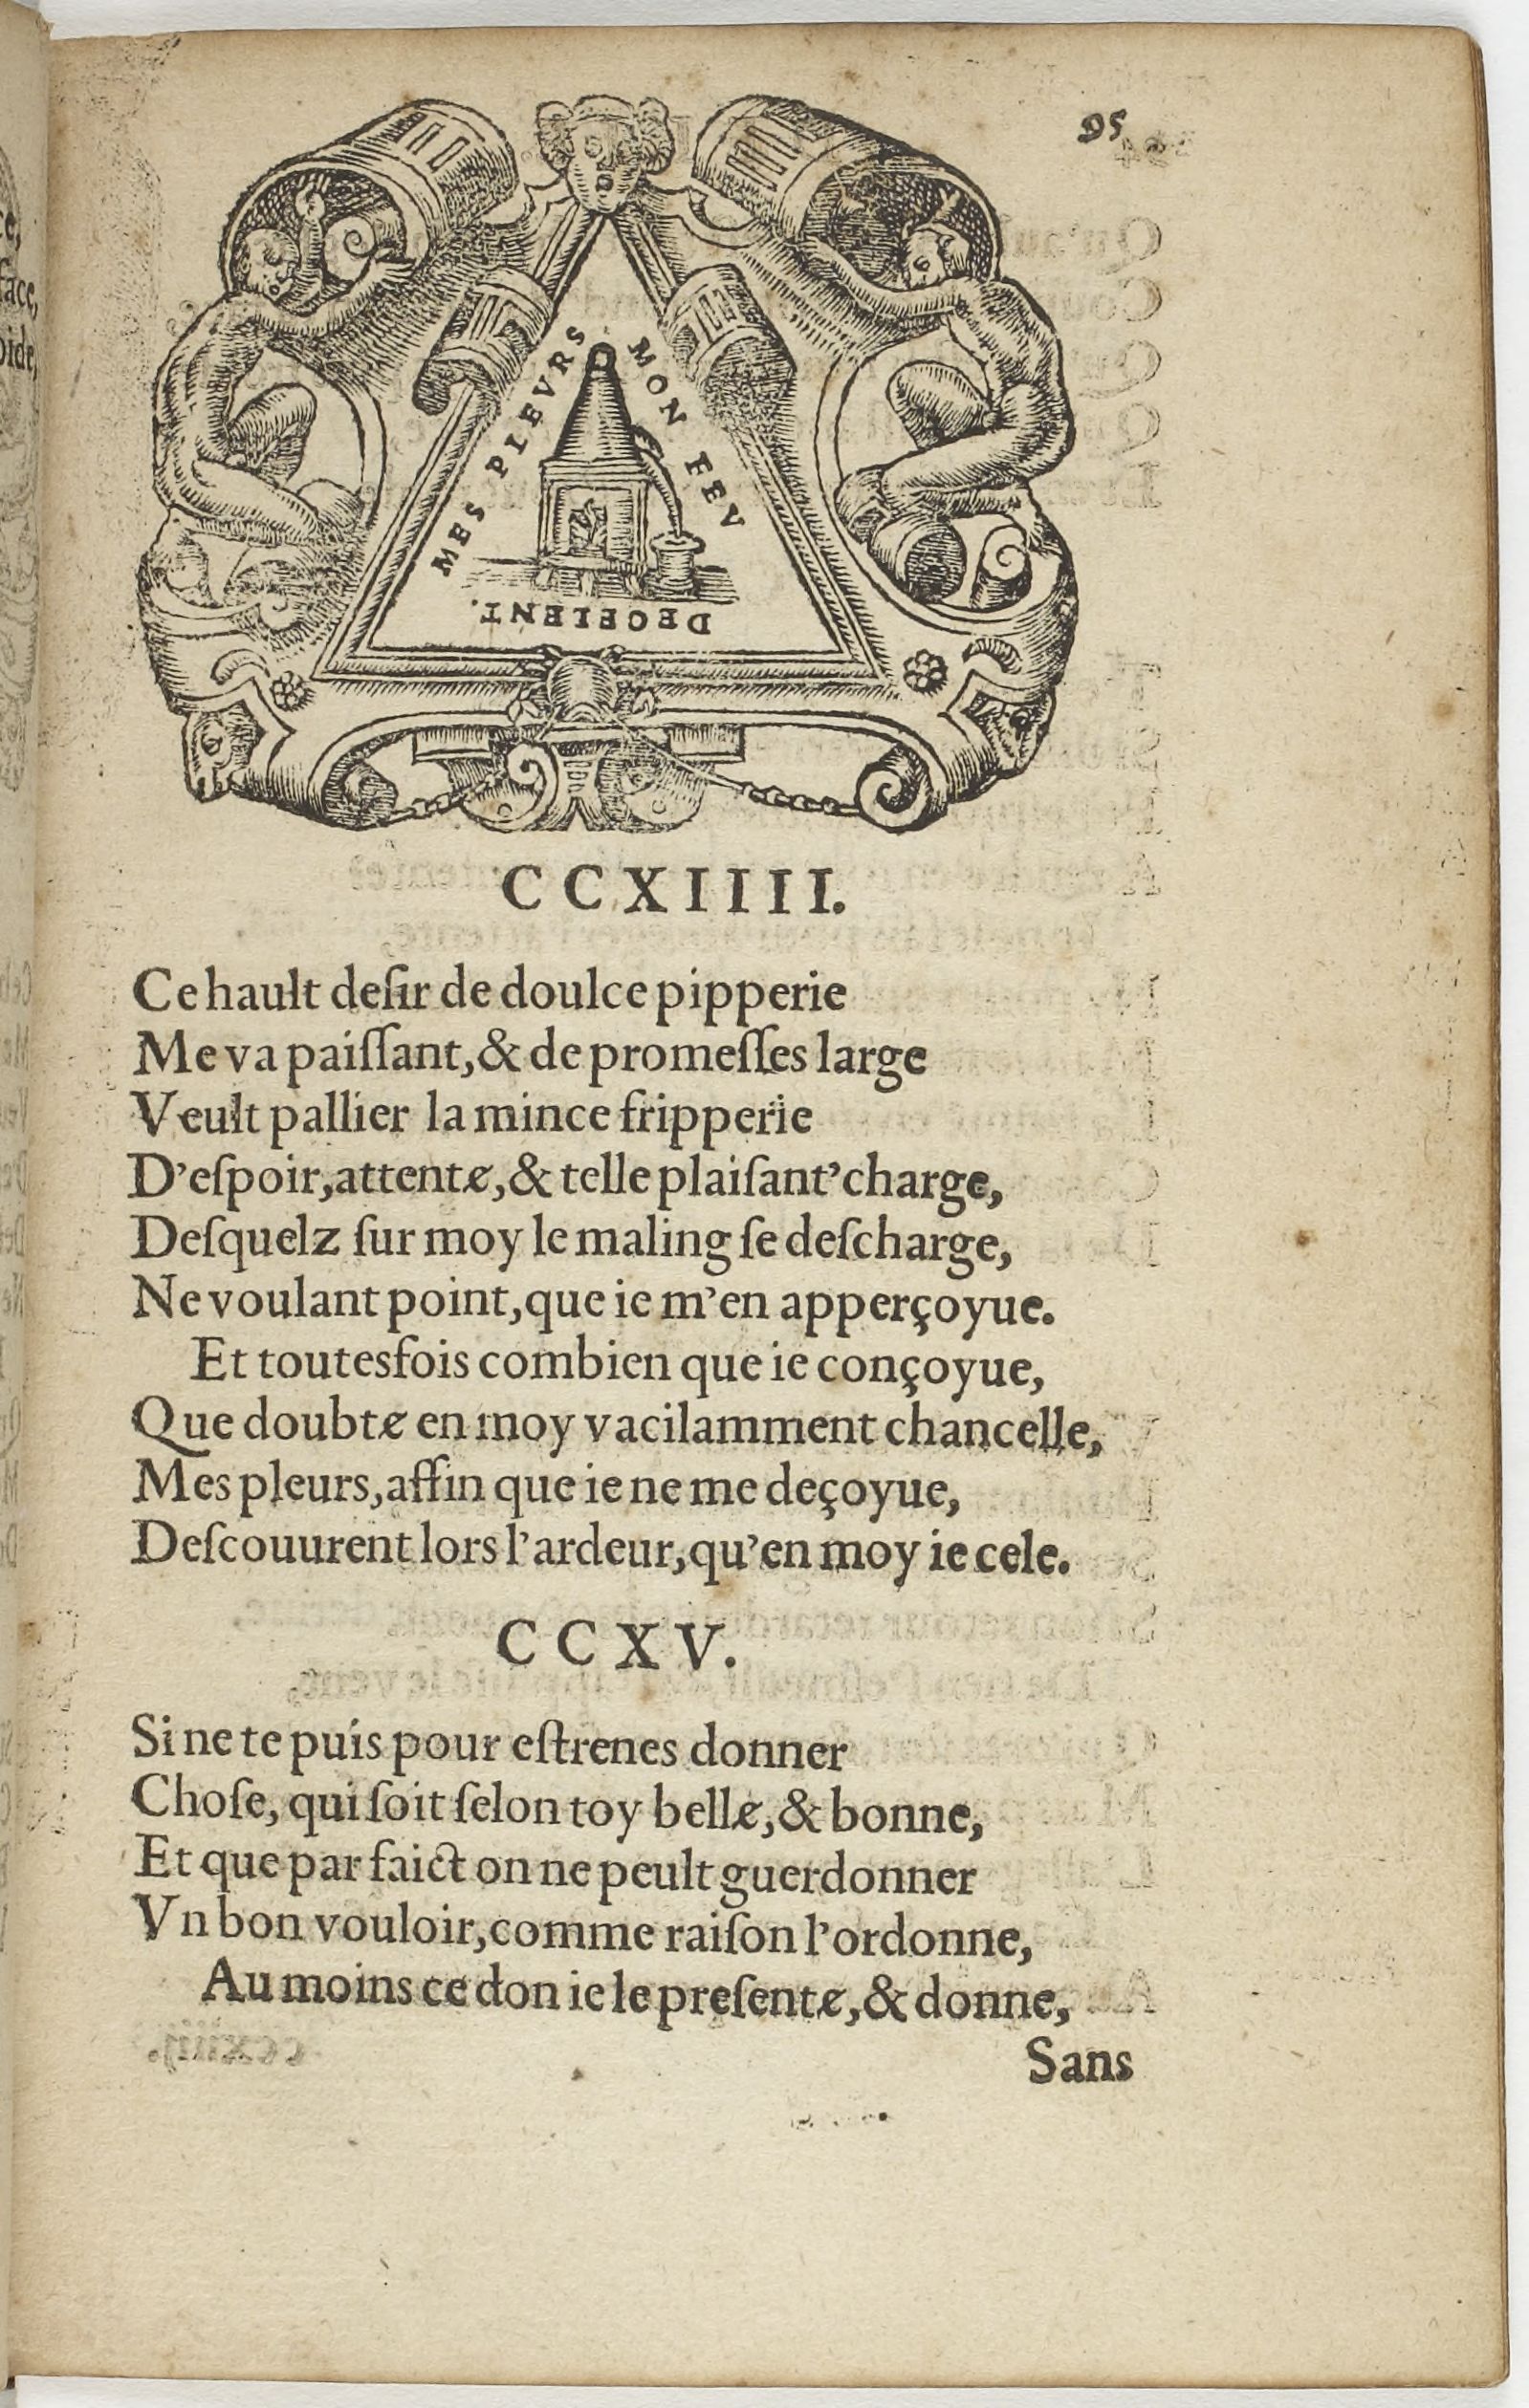 95
MES PLEVRS
MON FEV
DECELENT.
CCXIIII.
Ce hault deſir de doulce pipperie
Me va paiſſant, & de promeſſes large
Veult pallier la mince fripperie
D'eſpoir, attente, & telle plaiſant' charge,
Deſquelz ſur moy le maling ſe deſcharge,
Ne voulant point, que ie m'en apperçoyue.
Et toutesfois combien que ie conçoyue,
Que doubte en moy vacilamment chancelle,
Mes pleurs, affin que ie ne me deçoyue,
Deſcouurent lors l'ardeur, qu'en moy ie cele.
CCXV.
Si ne te puis pour eſtrenes donner
Choſe, qui ſoit ſelon toy belle, & bonne,
Et que par faict on ne peult guerdonner
Vn bon vouloir, comme raiſon l'ordonne,
Au moins ce don ie le preſente, & donne,
Sans